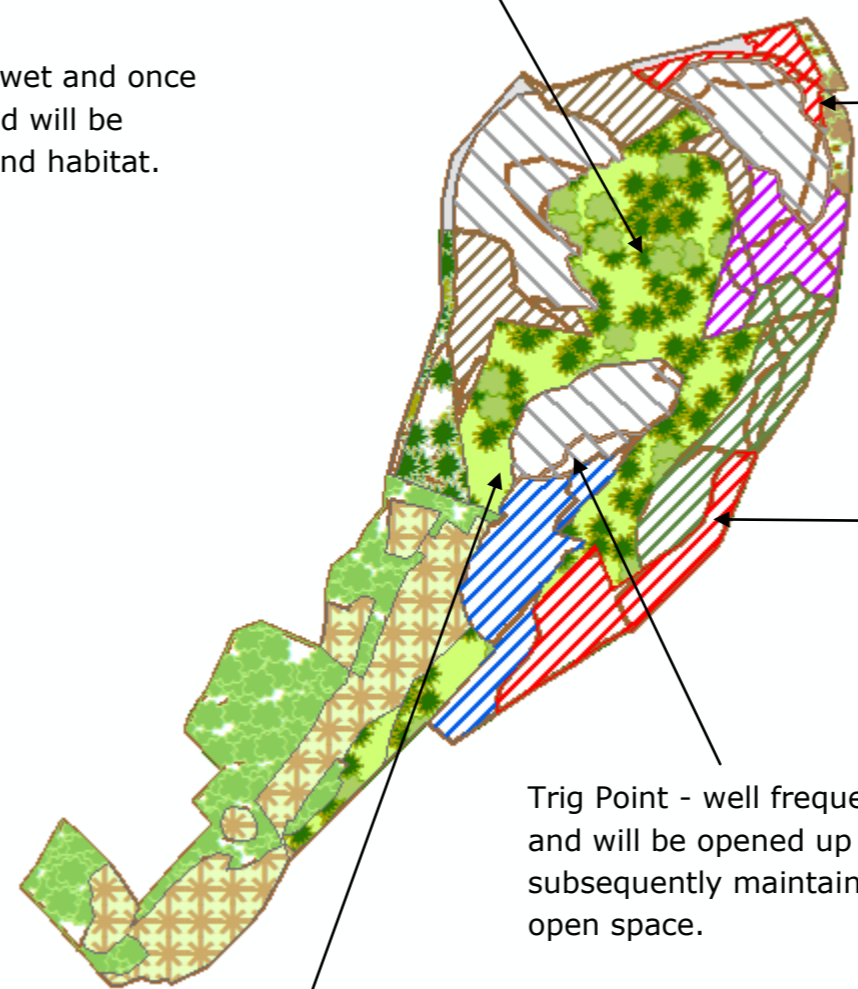 wet and once
d will be
nd habitat.
Trig Point - well freque
and will be opened up
subsequently maintain
open space.